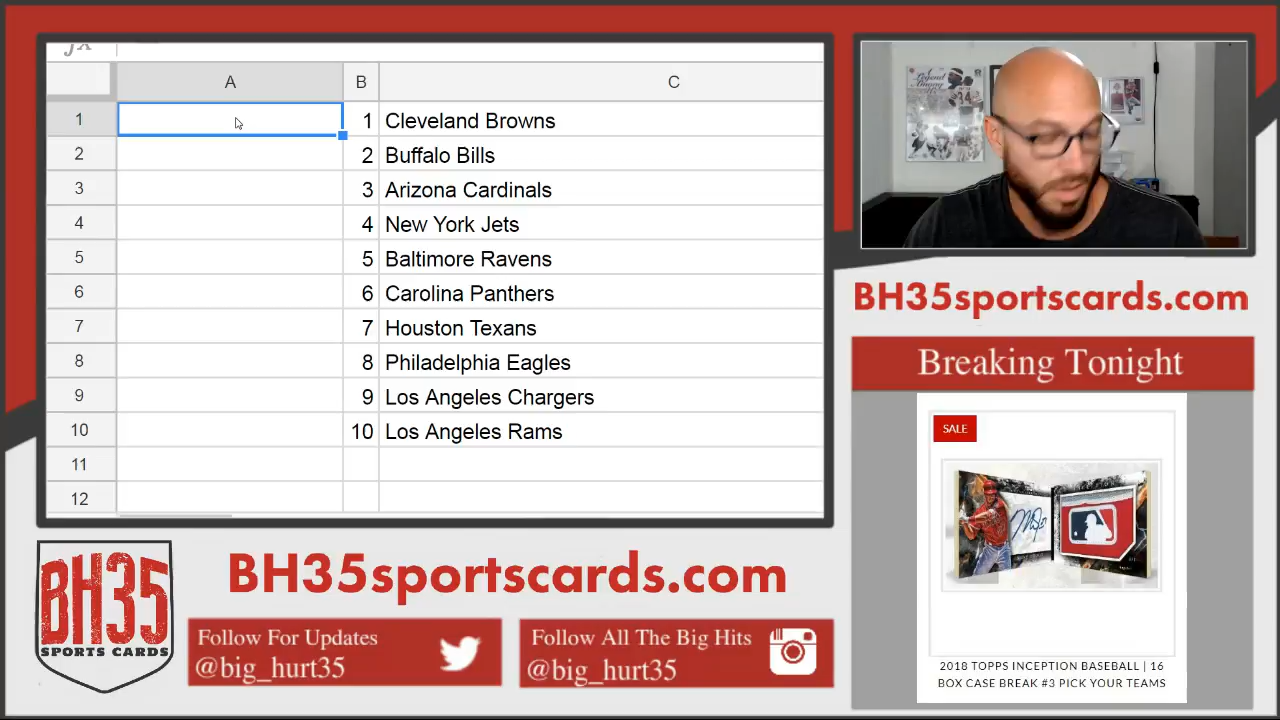 A B C
1 1 Cleveland Browns
2 2 Buffalo Bills
3 3 Arizona Cardinals
4 4 New York Jets
5 5 Baltimore Ravens
6 6 Carolina Panthers
7 7 Houston Texans
8 8 Philadelphia Eagles
9 9 Los Angeles Chargers
10 10 Los Angeles Rams
11
12
34
BH35sportscards.com
Breaking Tonight
SALE
2018 TOPPS INCEPTION BASEBALL | 16
BOX CASE BREAK #3 PICK YOUR TEAMS
BH35
SPORTS CARDS
BH35sportscards.com
Follow For Updates
@big_hurt35
Follow All The Big Hits
@big_hurt35